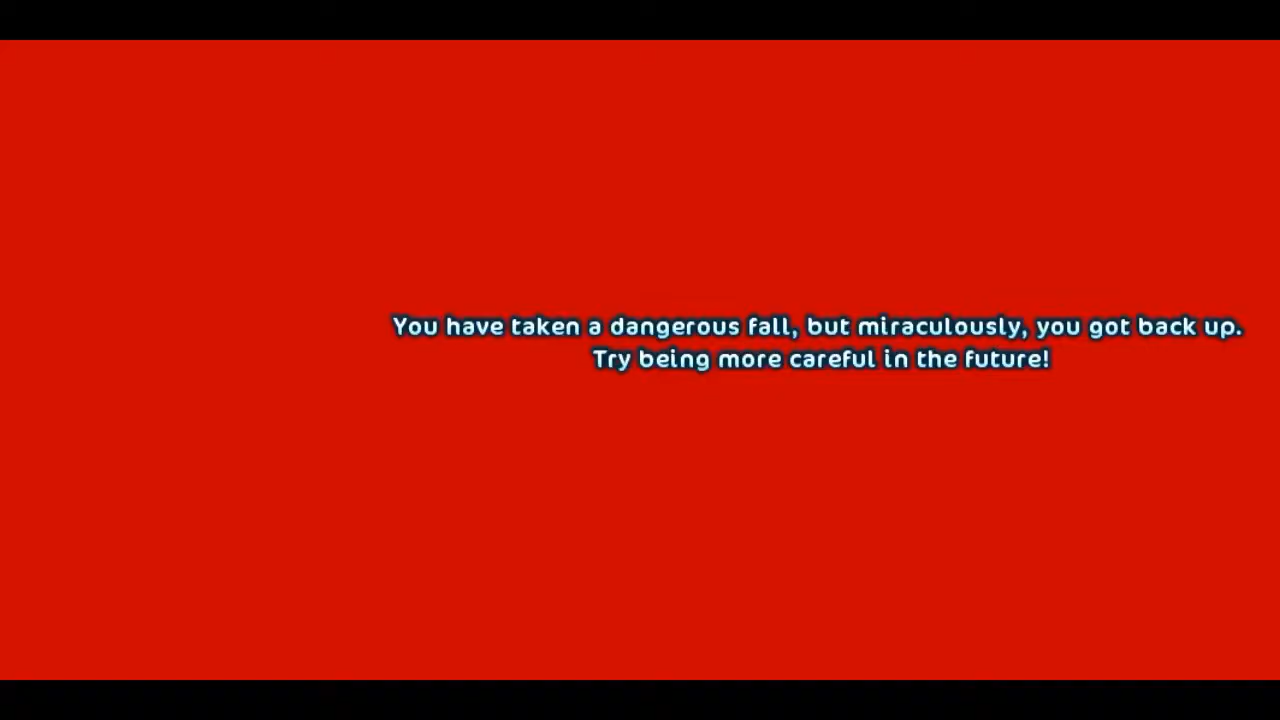 You have taken a dangerous fall, but miraculously, you got back up.
Try being more careful in the future!